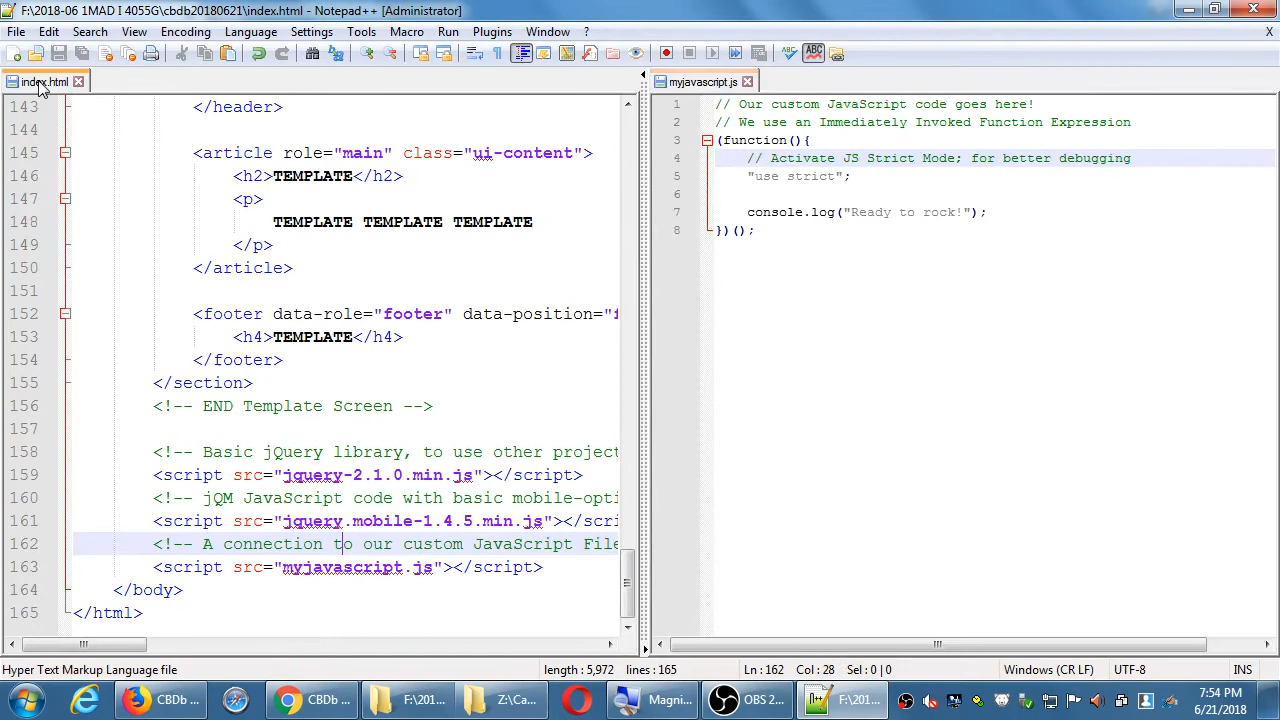 F:\2018-06 1MAD I 4055G\cbdb20180621\index.html - Notepad++ [Administrator]
File Edit Search View Encoding Language Settings Tools Macro Run Plugins Window ? X
index.html
myjavascript.js
143 </header>
144
145 <article role="main" class="ui-content">
146 <h2>TEMPLATE</h2>
147 <p>
148 TEMPLATE TEMPLATE TEMPLATE
149 </p>
150 </article>
151
152 <footer data-role="footer" data-position="f
153 <h4>TEMPLATE</h4>
154 </footer>
155 </section>
156 <!-- END Template Screen -->
157
158 <!-- Basic jQuery library, to use other project
159 <script src="jquery-2.1.0.min.js"></script>
160 <!-- jQM JavaScript code with basic mobile-opti
161 <script src="jquery.mobile-1.4.5.min.js"></scri
162 <!-- A connection to our custom JavaScript File
163 <script src="myjavascript.js"></script>
164 </body>
165 </html>
1 // Our custom JavaScript code goes here!
2 // We use an Immediately Invoked Function Expression
3 (function(){
4 // Activate JS Strict Mode; for better debugging
5 "use strict";
6
7 console.log("Ready to rock!");
8 })();
Hyper Text Markup Language file length : 5,972 lines : 165 Ln : 162 Col : 28 Sel : 0 | 0 Windows (CR LF) UTF-8 INS
CBDb ... CBDb ... F:\201... Z:\Ca... Magni... OBS 2... F:\201...
7:54 PM
6/21/2018